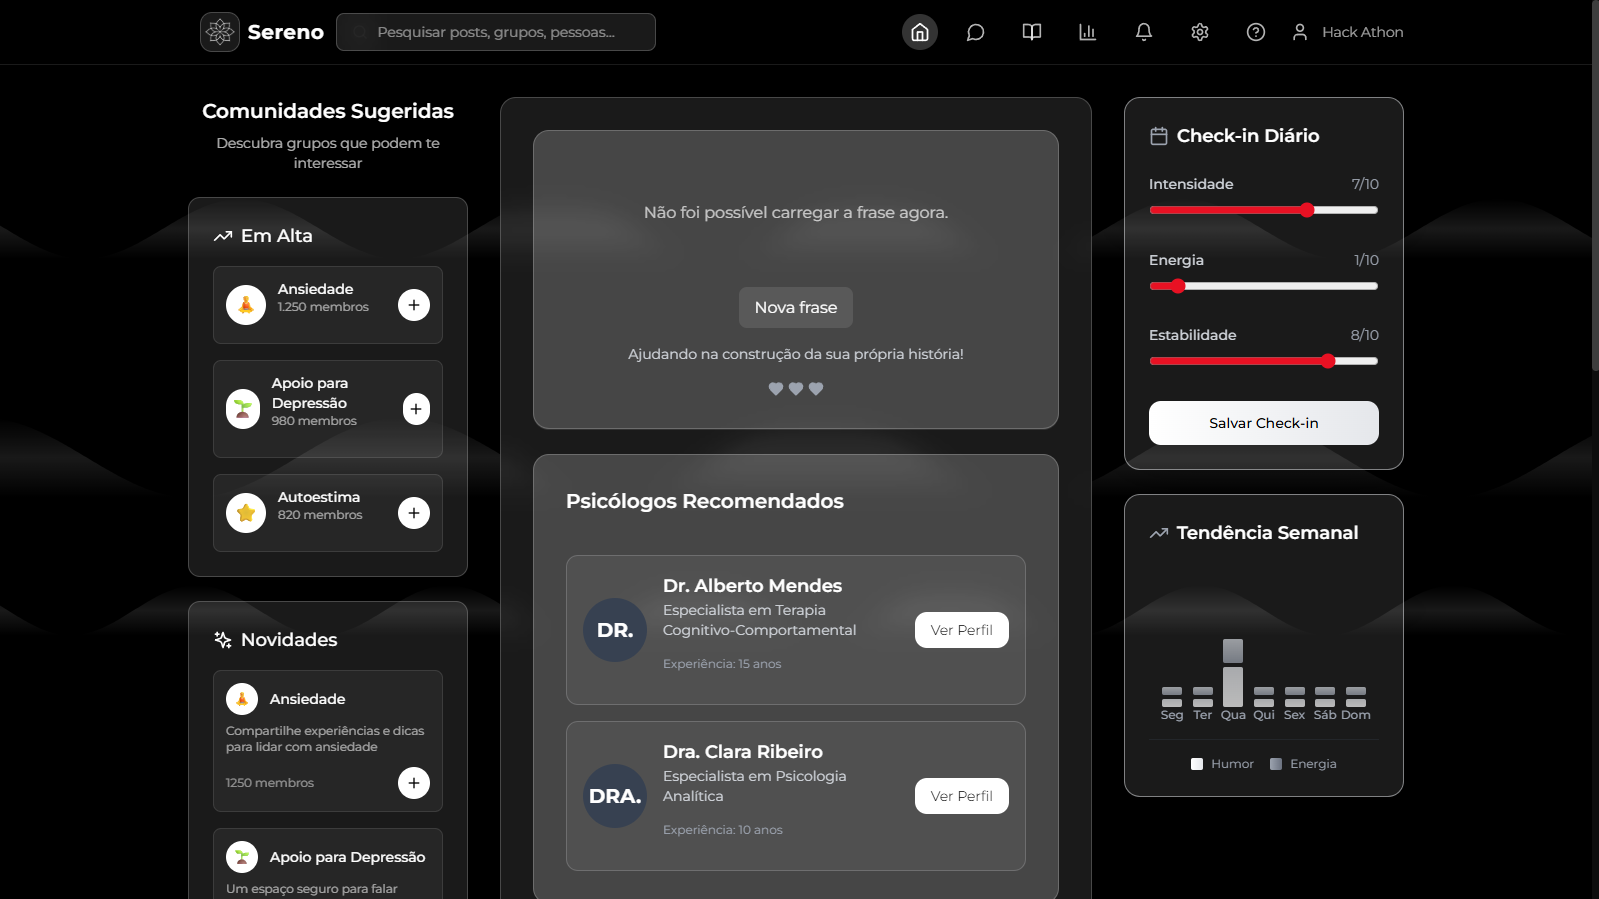 Sereno
Pesquisar posts, grupos, pessoas...
Hack Athon
Comunidades Sugeridas
Descubra grupos que podem te
interessar
Em Alta
Ansiedade
1.250 membros
Apoio para
Depressão
980 membros
Autoestima
820 membros
Novidades
Ansiedade
Compartilhe experiências e dicas
para lidar com ansiedade
1250 membros
Apoio para Depressão
Um espaço seguro para falar
Não foi possível carregar a frase agora.
Nova frase
Ajudando na construção da sua própria história!
Psicólogos Recomendados
DR.
Dr. Alberto Mendes
Especialista em Terapia
Cognitivo-Comportamental
Experiência: 15 anos
Ver Perfil
DRA.
Dra. Clara Ribeiro
Especialista em Psicologia
Analítica
Experiência: 10 anos
Ver Perfil
Check-in Diário
Intensidade 7/10
Energia 1/10
Estabilidade 8/10
Salvar Check-in
Tendência Semanal
Seg Ter Qua Qui Sex Sáb Dom
Humor Energia